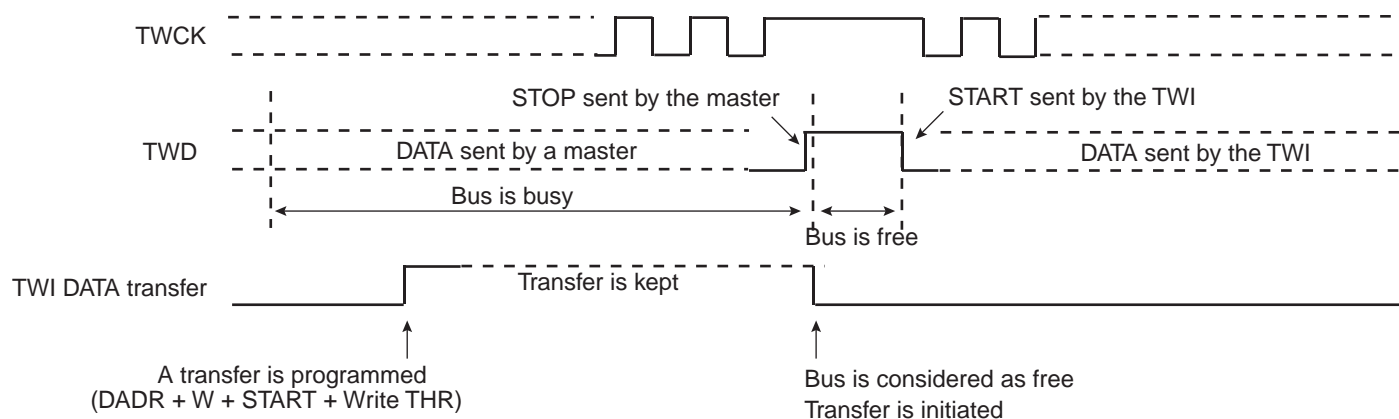 TWCK
STOP sent by the master
START sent by the TWI
TWD
DATA sent by a master
DATA sent by the TWI
Bus is busy
Bus is free
TWI DATA transfer
Transfer is kept
A transfer is programmed
(DADR + W + START + Write THR)
Bus is considered as free
Transfer is initiated